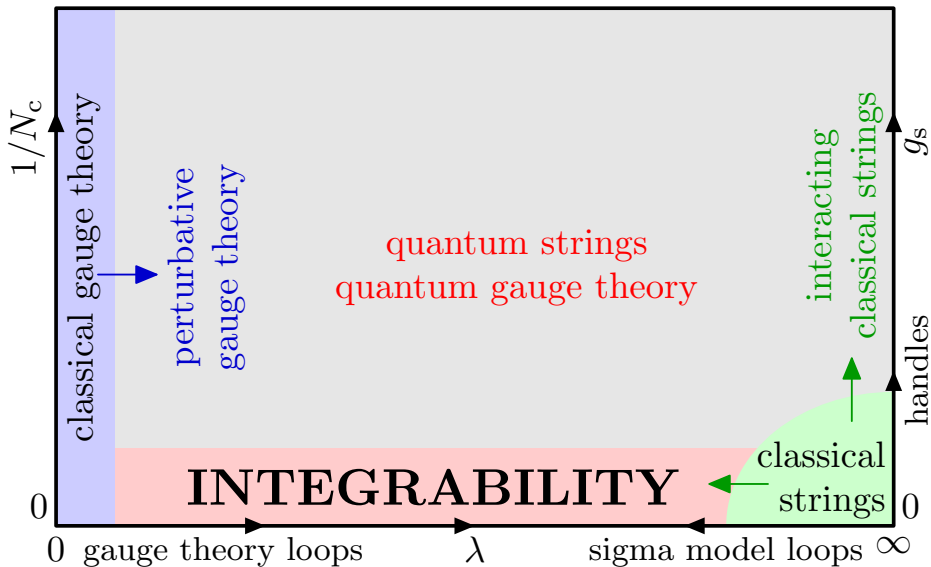 1/N_c
classical gauge theory
perturbative
gauge theory
quantum strings
quantum gauge theory
interacting
classical strings
g_s
handles
INTEGRABILITY
classical
strings
0
0
0
gauge theory loops
λ
sigma model loops
∞